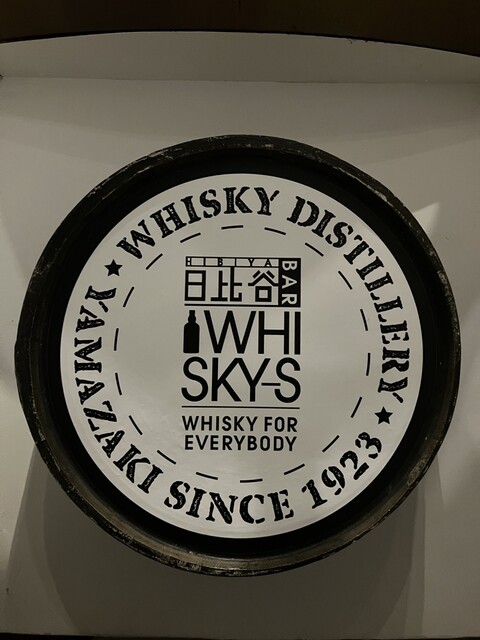 WHISKY DISTILLERY
YAMAZAKI SINCE 1923
HIBIYA
日比谷
BAR
WHI
SKY-S
WHISKY FOR
EVERYBODY